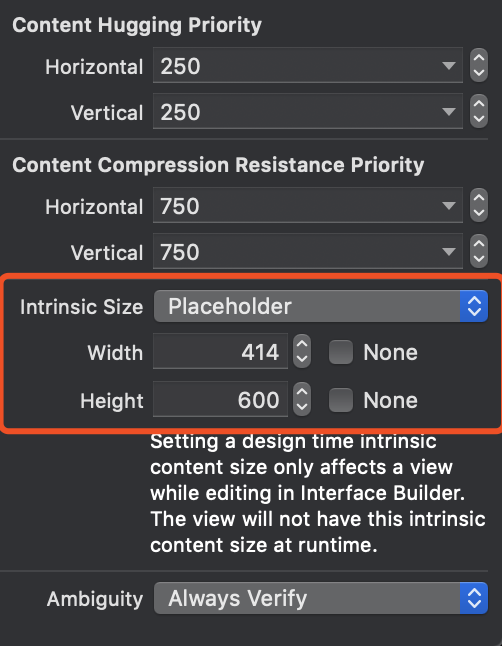 Content Hugging Priority
Horizontal 250
Vertical 250
Content Compression Resistance Priority
Horizontal 750
Vertical 750
Intrinsic Size Placeholder
Width 414 None
Height 600 None
Setting a design time intrinsic
content size only affects a view
while editing in Interface Builder.
The view will not have this intrinsic
content size at runtime.
Ambiguity Always Verify